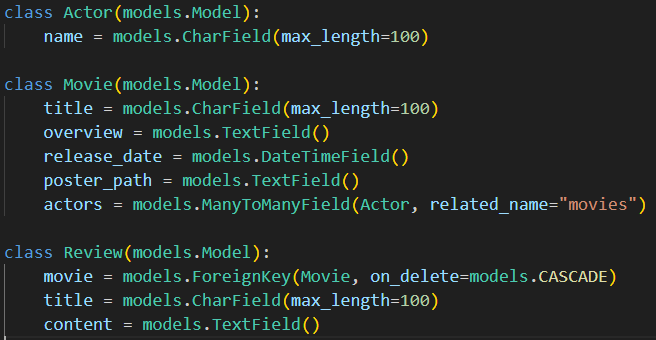 class Actor(models.Model):
    name = models.CharField(max_length=100)

class Movie(models.Model):
    title = models.CharField(max_length=100)
    overview = models.TextField()
    release_date = models.DateTimeField()
    poster_path = models.TextField()
    actors = models.ManyToManyField(Actor, related_name="movies")

class Review(models.Model):
    movie = models.ForeignKey(Movie, on_delete=models.CASCADE)
    title = models.CharField(max_length=100)
    content = models.TextField()